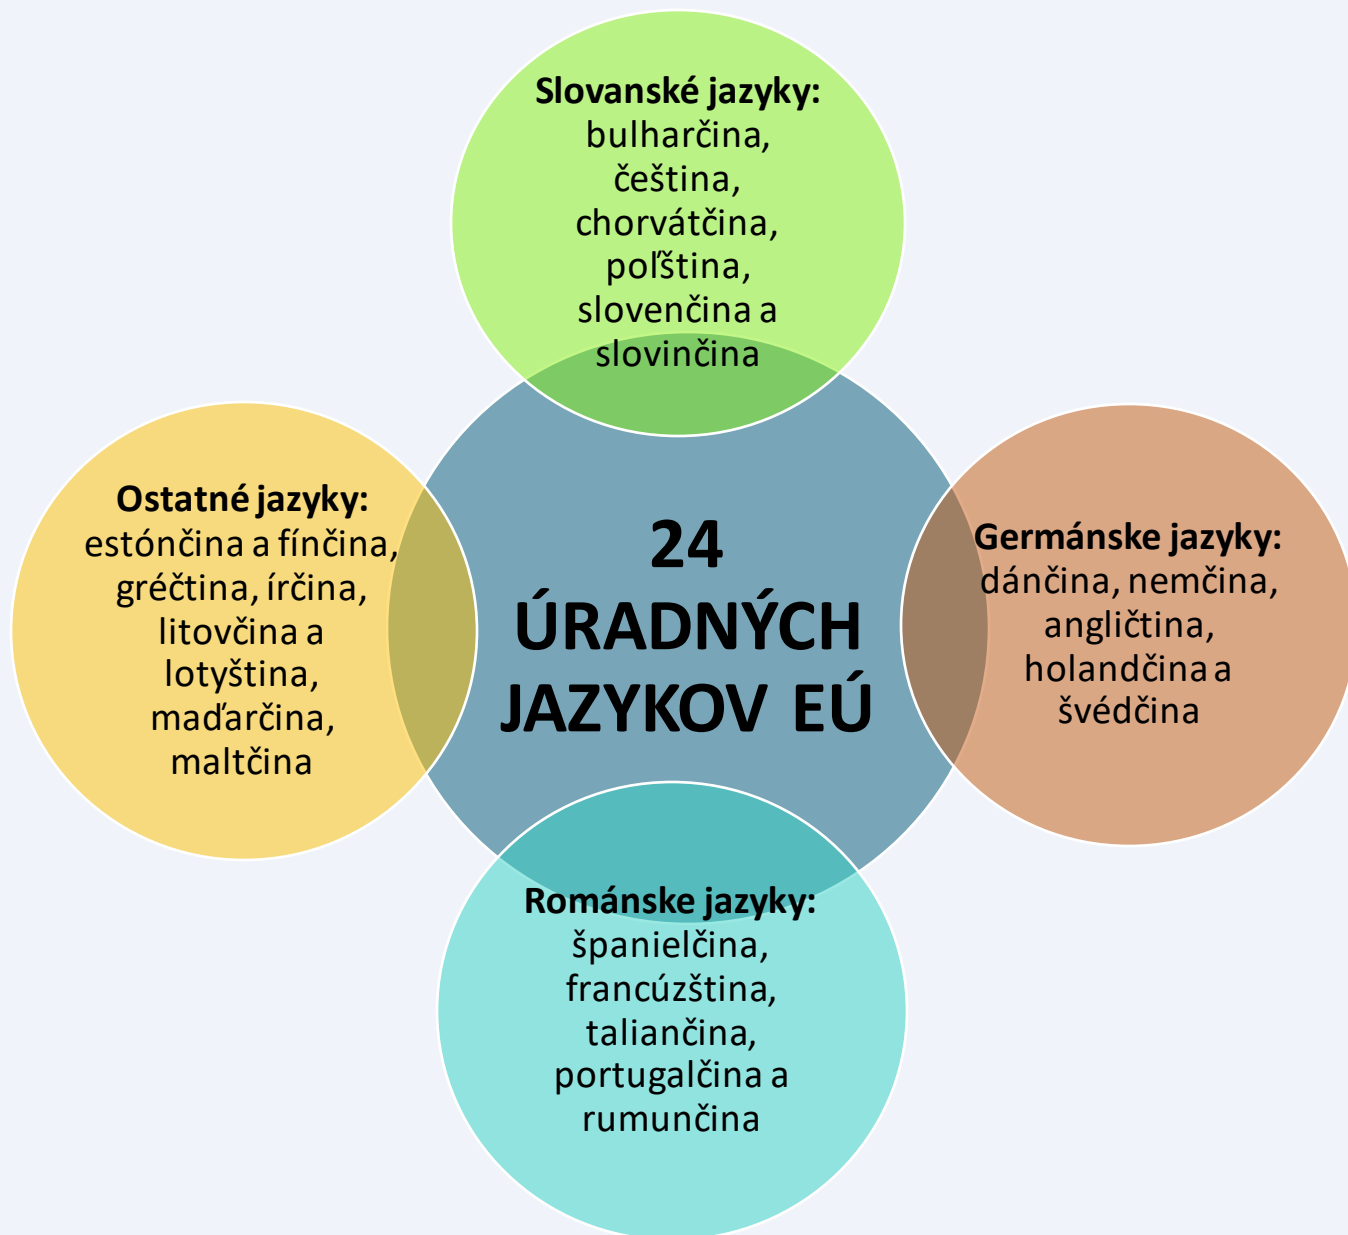 Slovanské jazyky:
bulharčina,
čeština,
chorvátčina,
poľština,
slovenčina a
slovinčina
Ostatné jazyky:
estónčina a fínčina,
gréčtina, írčina,
litovčina a
lotyština,
maďarčina,
maltčina
24
ÚRADNÝCH
JAZYKOV EÚ
Germánske jazyky:
dánčina, nemčina,
angličtina,
holandčina a
švédčina
Románske jazyky:
španielčina,
francúzština,
taliančina,
portugalčina a
rumunčina